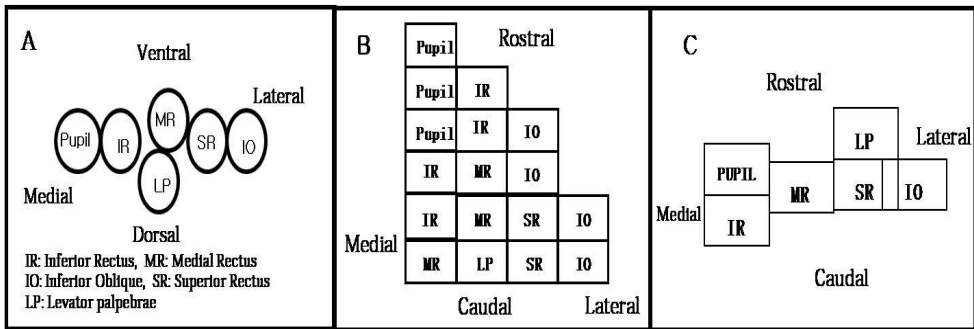 A
Ventral
Lateral
Pupil IR MR SR IO
LP
Medial
Dorsal
IR: Inferior Rectus, MR: Medial Rectus
IO: Inferior Oblique, SR: Superior Rectus
LP: Levator palpebrae
B
Rostral
Pupil
Pupil IR
Pupil IR IO
IR MR IO
IR MR SR IO
Medial
MR LP SR IO
Caudal Lateral
C
Rostral
LP Lateral
PUPIL
MR SR IO
Medial
IR
Caudal